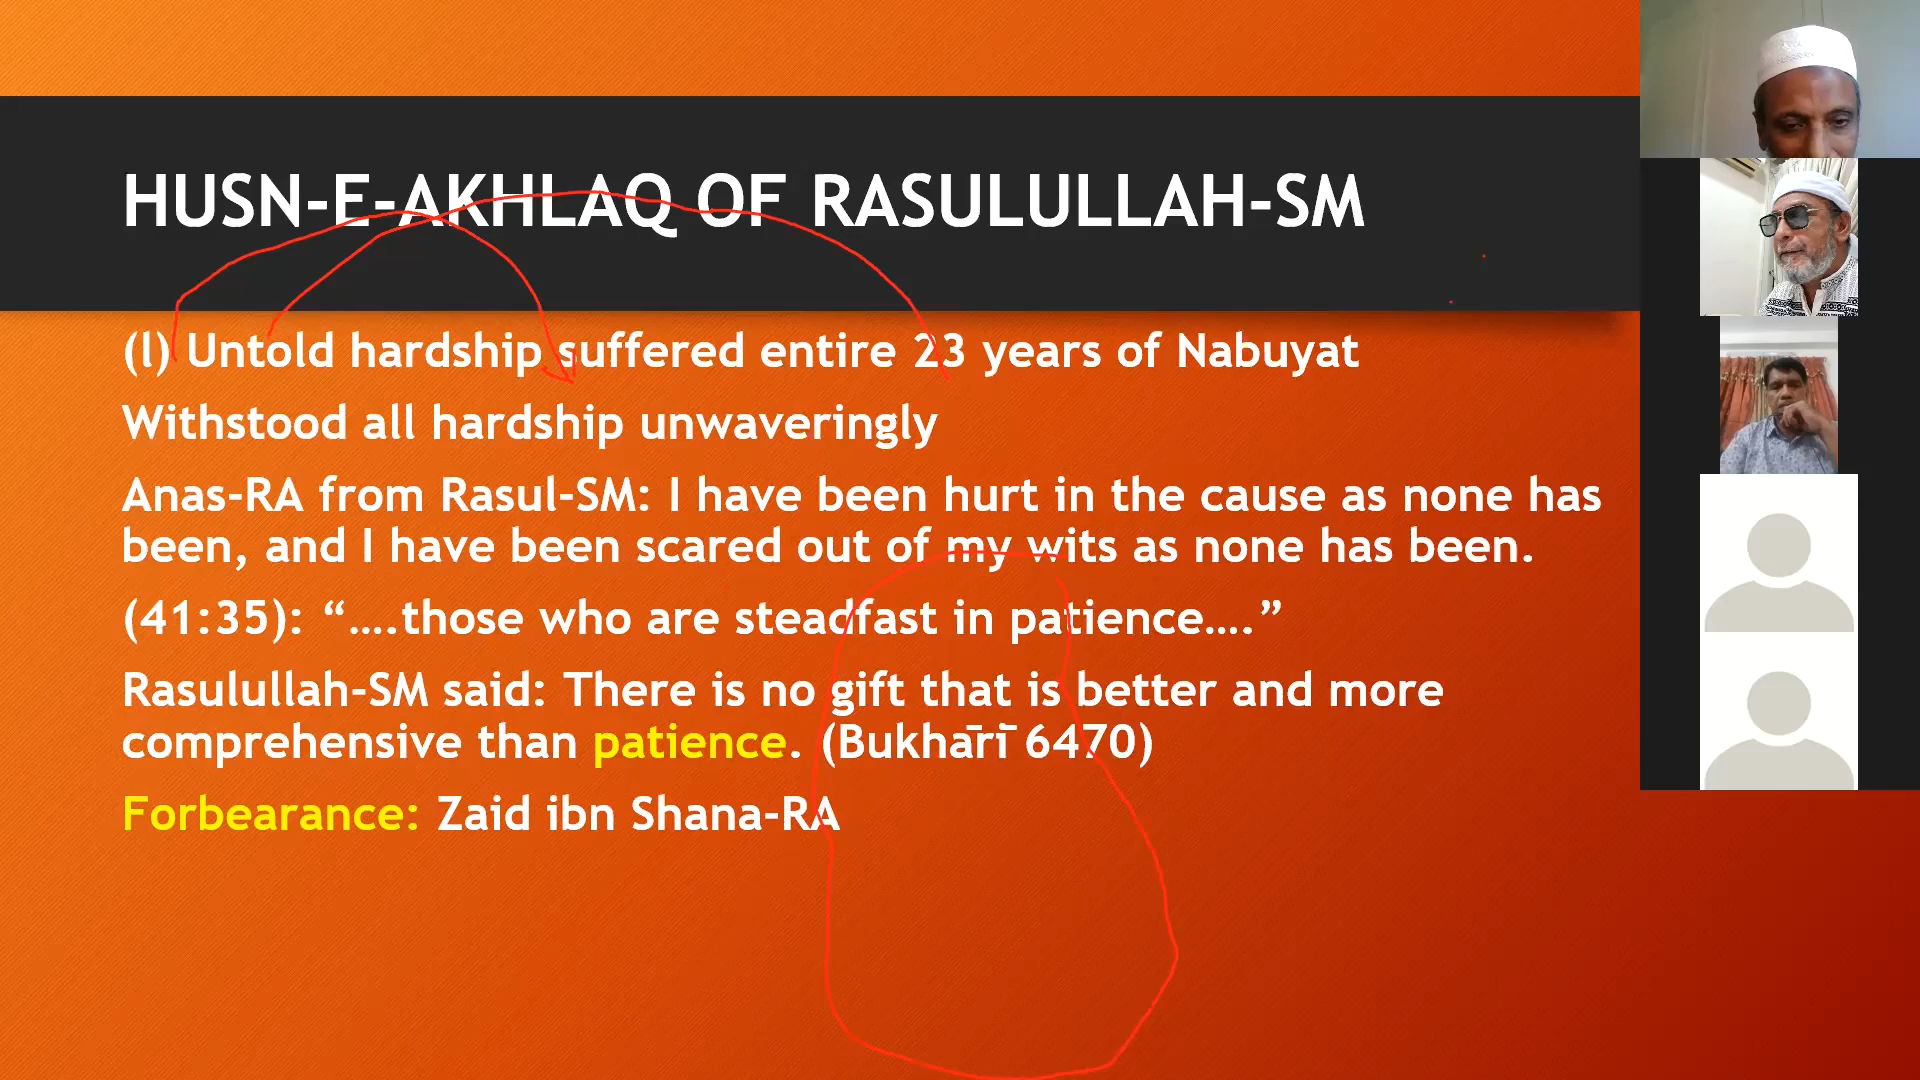 HUSN-E-AKHLAQ OF RASULULLAH-SM
(l) Untold hardship suffered entire 23 years of Nabuyat
Withstood all hardship unwaveringly
Anas-RA from Rasul-SM: I have been hurt in the cause as none has
been, and I have been scared out of my wits as none has been.
(41:35): “….those who are steadfast in patience….”
Rasulullah-SM said: There is no gift that is better and more
comprehensive than patience. (Bukhārī 6470)
Forbearance: Zaid ibn Shana-RA